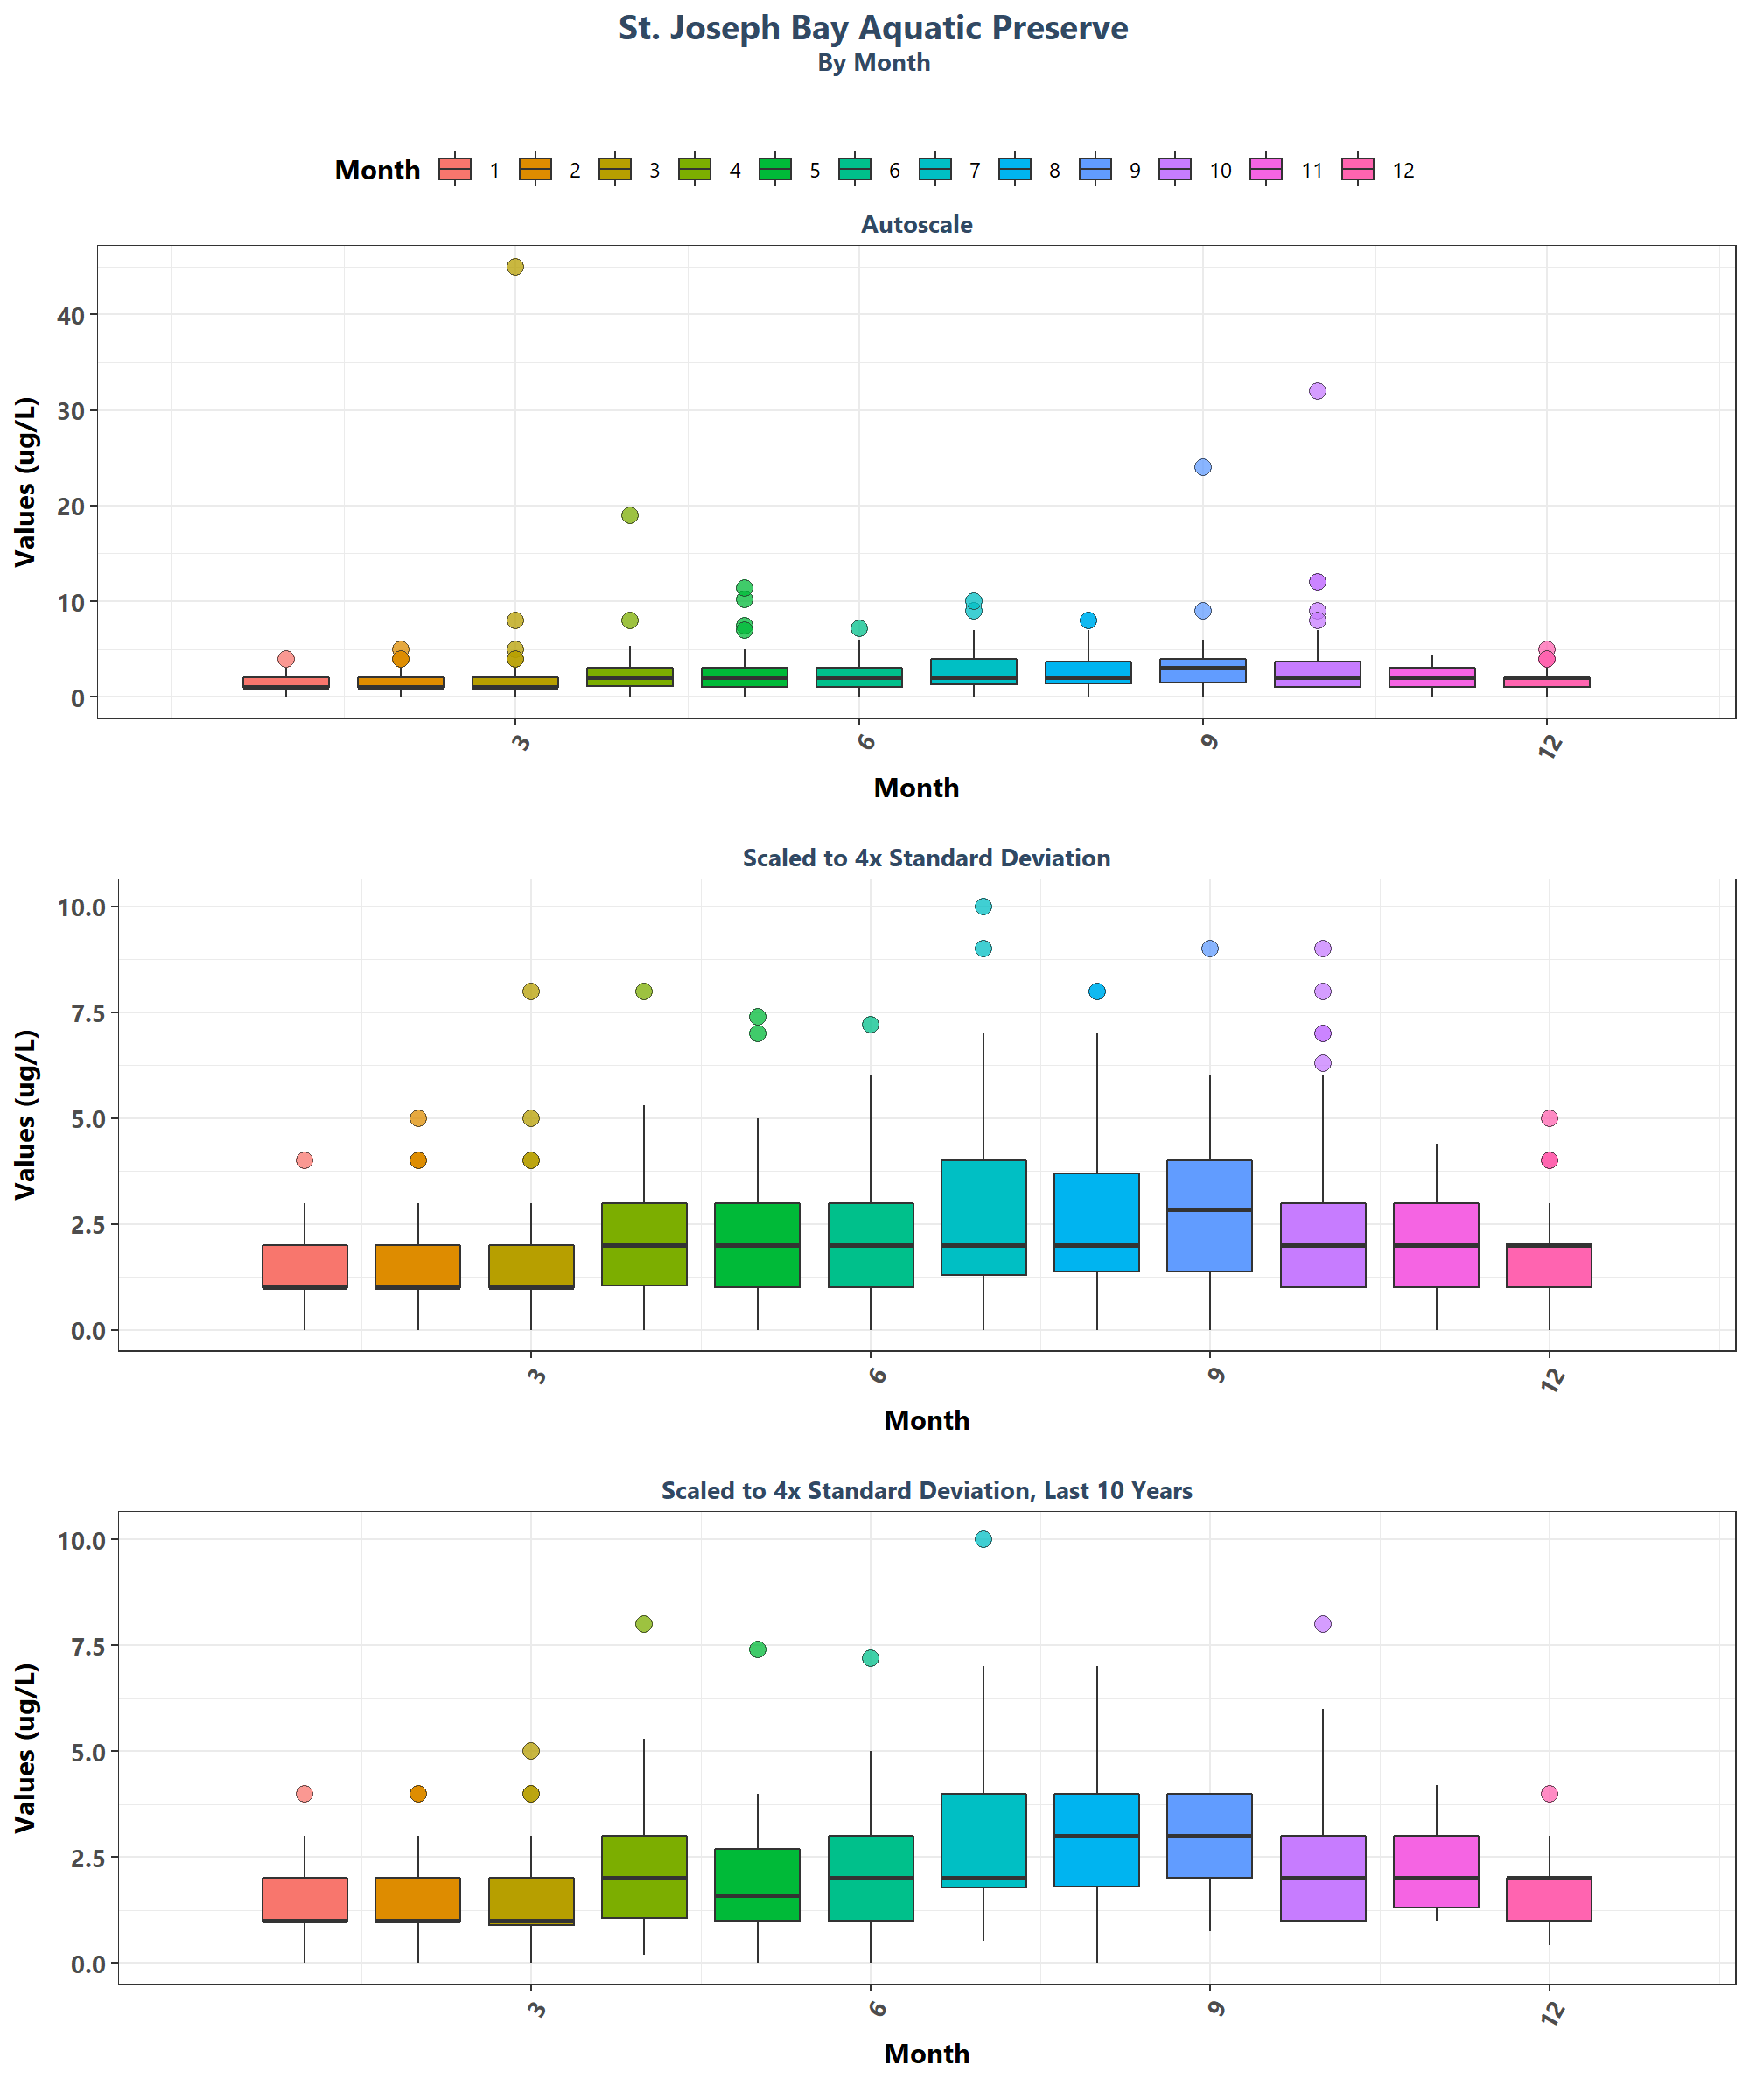 St. Joseph Bay Aquatic Preserve
By Month
Month 1 2 3 4 5 6 7 8 9 10 11 12
Autoscale
Values (ug/L)
40
30
20
10
0
3 6 9 12
Month
Scaled to 4x Standard Deviation
Values (ug/L)
10.0
7.5
5.0
2.5
0.0
3 6 9 12
Month
Scaled to 4x Standard Deviation, Last 10 Years
Values (ug/L)
10.0
7.5
5.0
2.5
0.0
3 6 9 12
Month